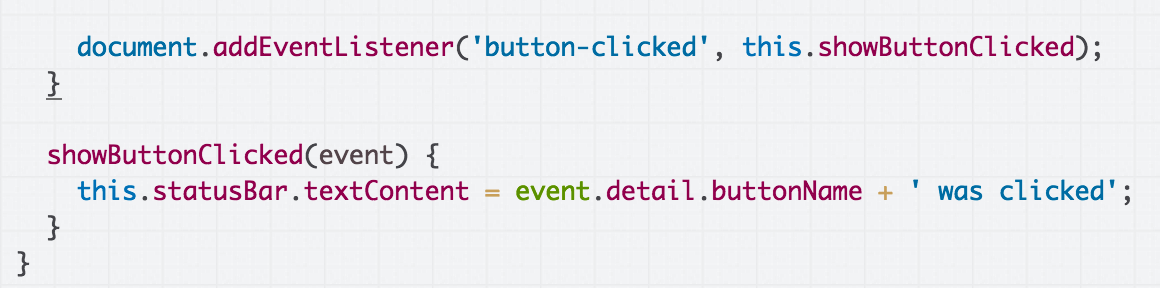 document.addEventListener('button-clicked', this.showButtonClicked);
}
showButtonClicked(event) {
this.statusBar.textContent = event.detail.buttonName + ' was clicked';
}
}